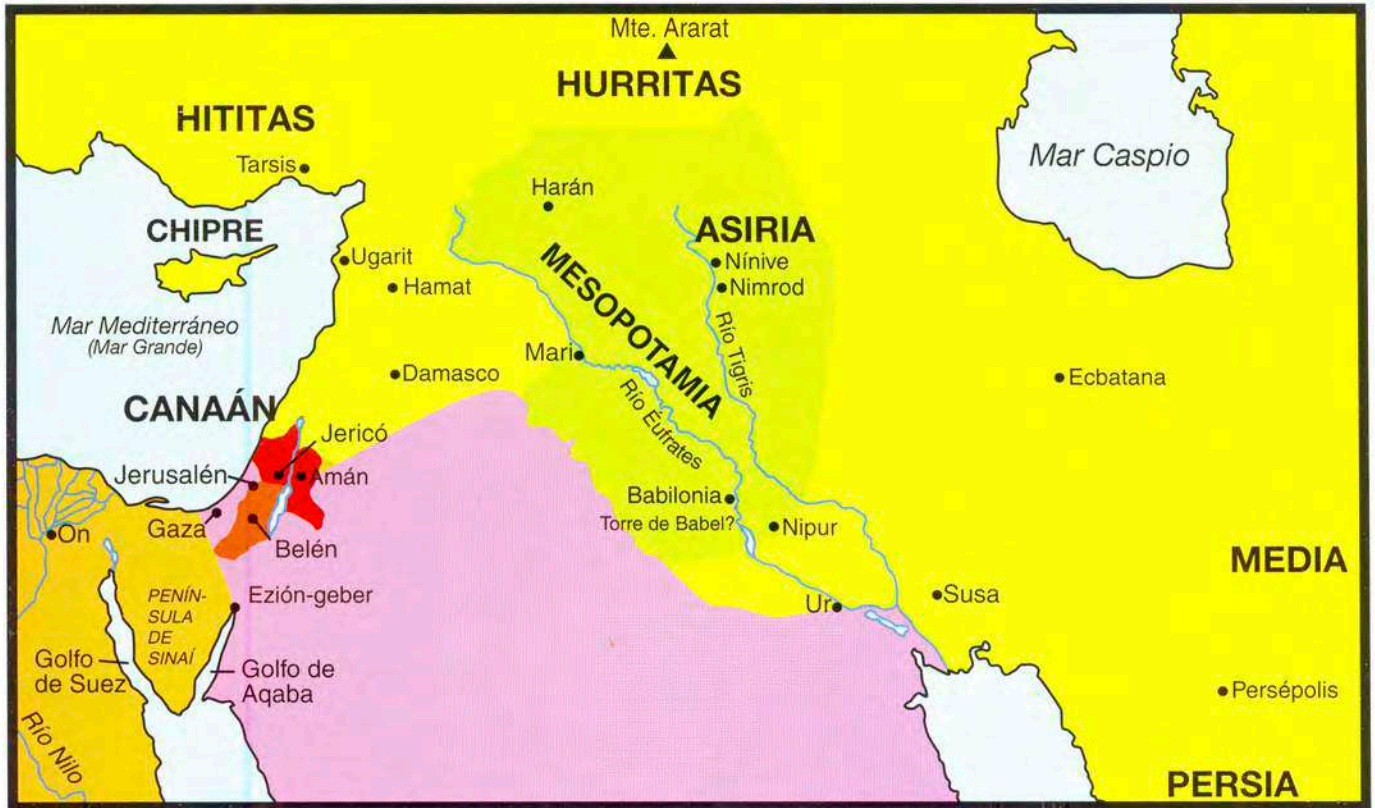 Mte. Ararat
HURRITAS
HITITAS
Tarsis
Mar Caspio
Harán
CHIPRE
ASIRIA
Ugarit
Nínive
Hamat
Nimrod
MESOPOTAMIA
Mar Mediterráneo
(Mar Grande)
Río Tigris
Mari
Damasco
Ecbatana
CANAÁN
Río Éufrates
Jericó
Jerusalén
Amán
Babilonia
Torre de Babel?
Nipur
Gaza
On
Belén
MEDIA
PENÍN-
SULA
DE
SINAÍ
Ezión-geber
Ur
Susa
Golfo
de Suez
Golfo de
Aqaba
Persépolis
Río Nilo
PERSIA